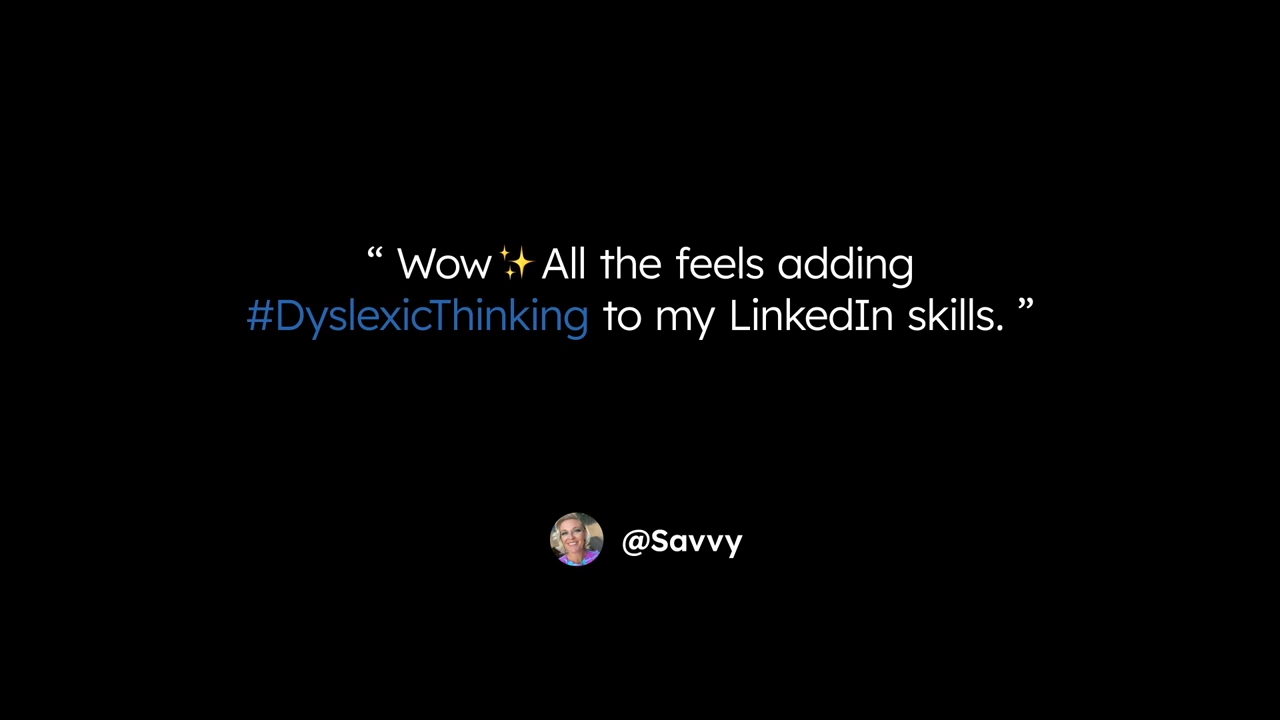 “ Wow✨All the feels adding
#DyslexicThinking to my LinkedIn skills. ”
@Savvy